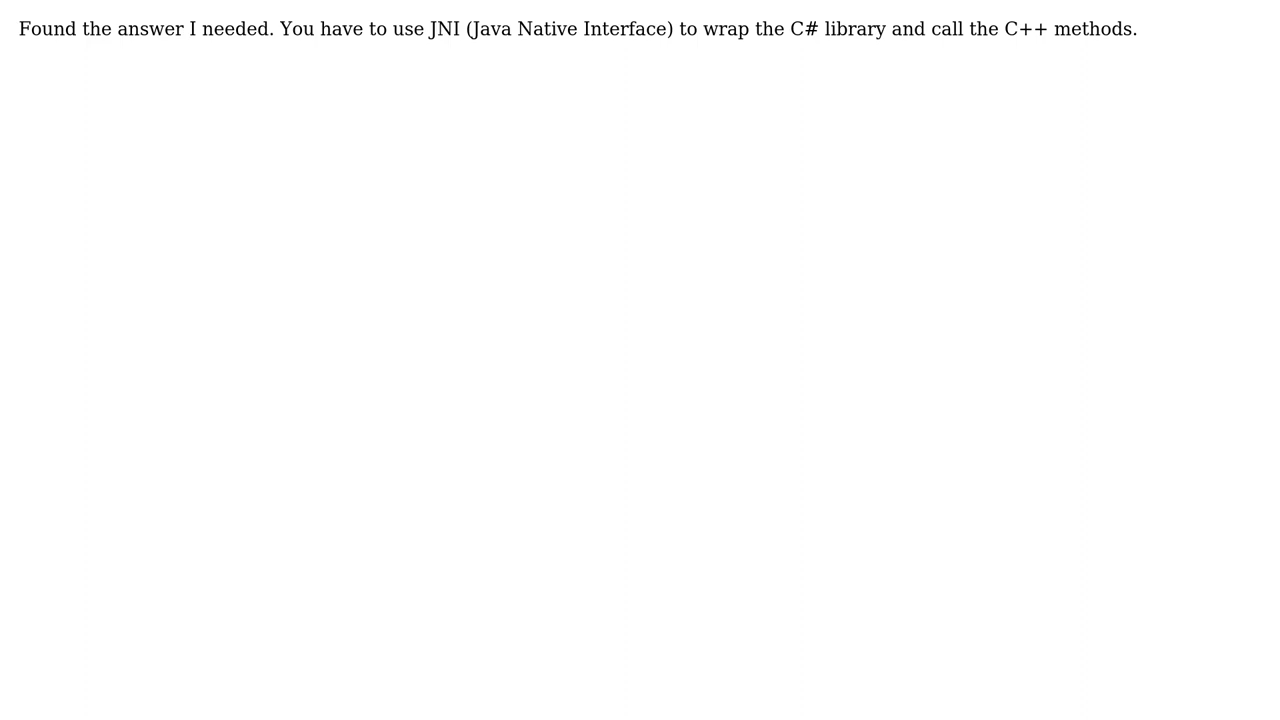 Found the answer I needed. You have to use JNI (Java Native Interface) to wrap the C# library and call the C++ methods.